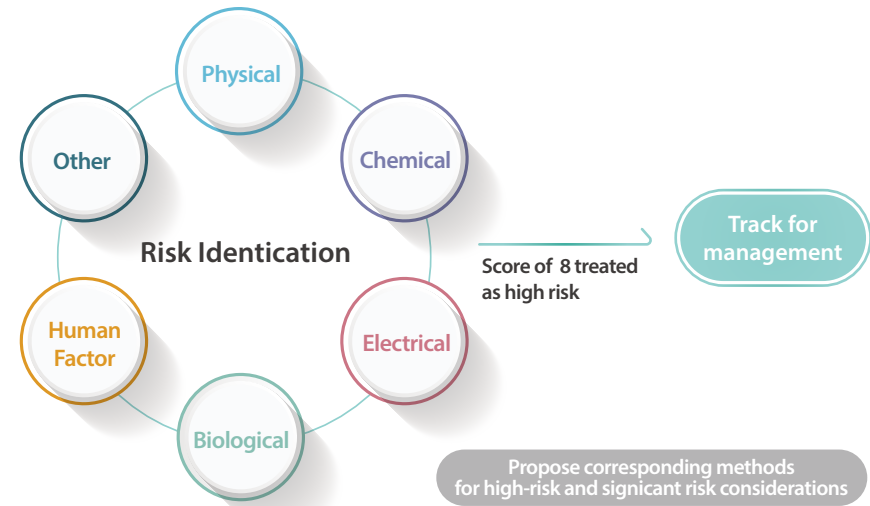 Physical
Chemical
Other
Risk Identication
Track for
management
Score of 8 treated
as high risk
Human
Factor
Electrical
Biological
Propose corresponding methods
for high-risk and signicant risk considerations